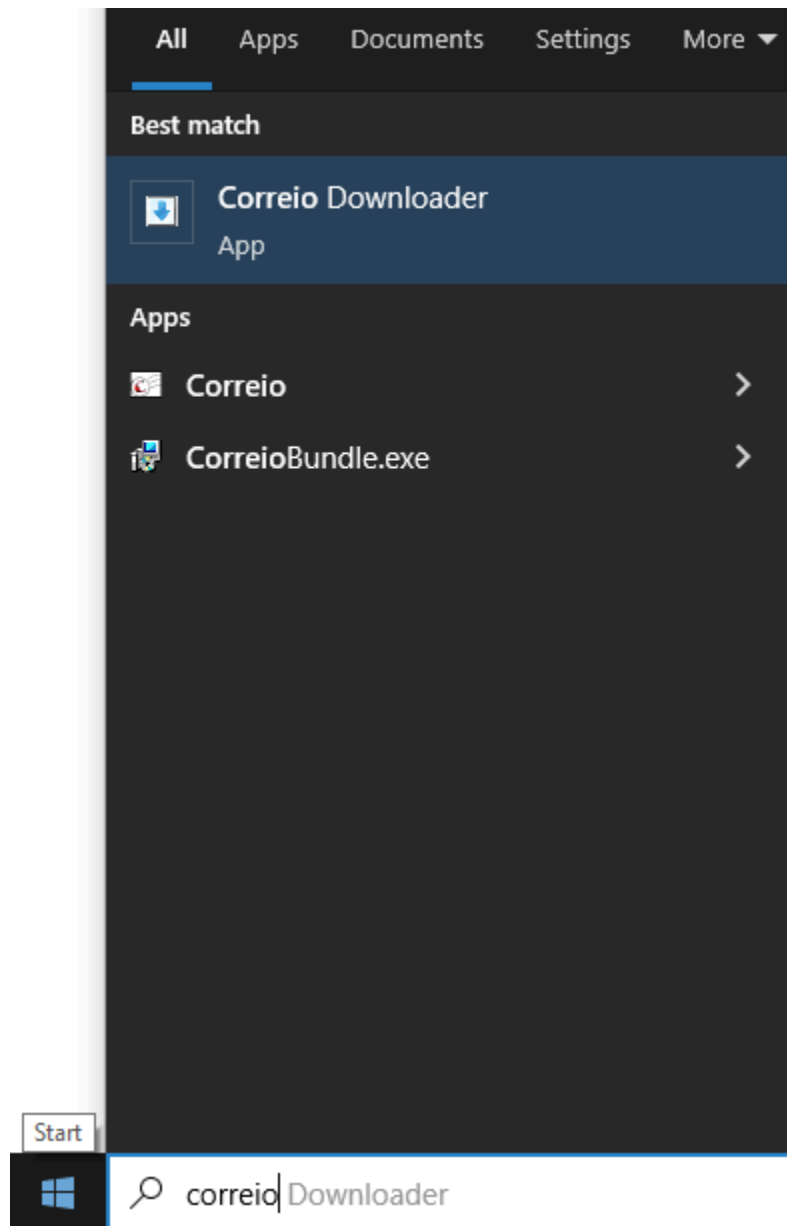 All Apps Documents Settings More
Best match
Correio Downloader
App
Apps
Correio
CorreioBundle.exe
Start
correio Downloader